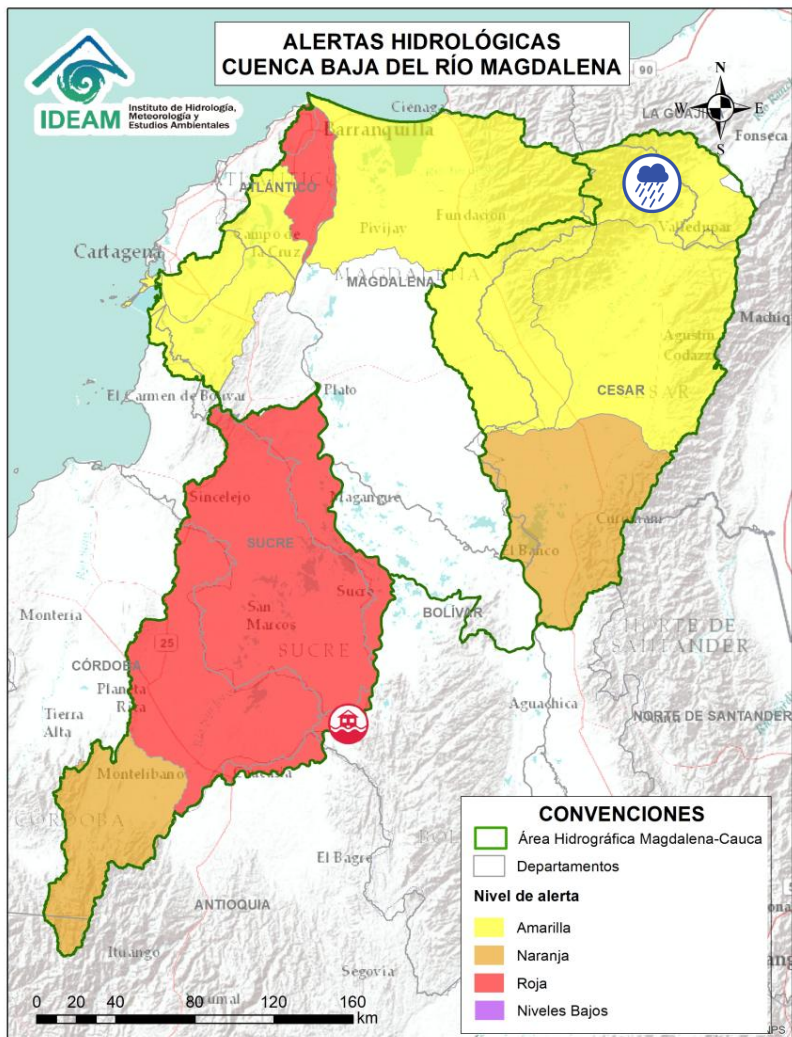 ALERTAS HIDROLÓGICAS
CUENCA BAJA DEL RÍO MAGDALENA
IDEAM
Instituto de Hidrología,
Meteorología y
Estudios Ambientales
90
N
W
E
S
Ciénaga
LA GUAJIRA
Fonseca
Barranquilla
ATLÁNTICO
Pivijay
Fundación
Valledupar
Cartagena
Campo de
la Cruz
MAGDALENA
MAGDALENA
Machiq
Agustín
Codazzi
CESAR
El Carmen de Bolívar
Plato
Sincelejo
Magangué
Curumaní
SUCRE
El Banco
Sucre
San
Marcos
BOLÍVAR
Montería
SUCRE
NORTE DE
SANTANDER
25
CÓRDOBA
Planeta
Rica
Tierra
Alta
Aguachica
NORTE DE SANTANDER
Montelíbano
CÓRDOBA
El Bagre
ANTIOQUIA
Ituango
Segovia
CONVENCIONES
Área Hidrográfica Magdalena-Cauca
Departamentos
Nivel de alerta
Amarilla
Naranja
Roja
Niveles Bajos
0 20 40 80 120 160
km